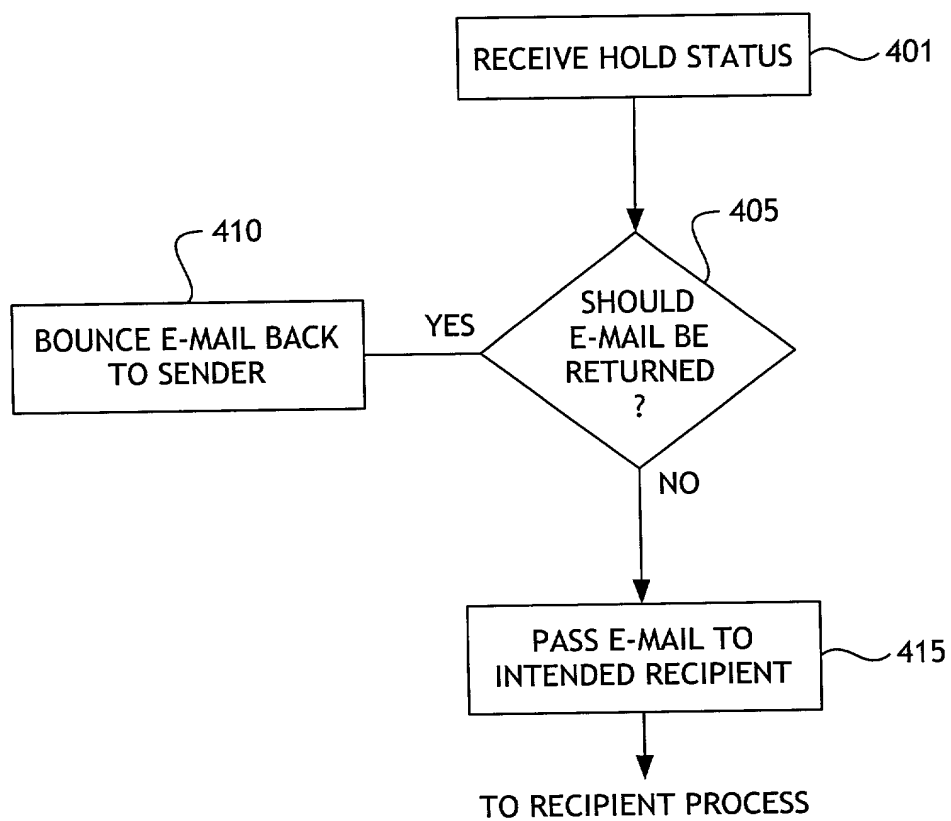 RECEIVE HOLD STATUS
401
405
410
SHOULD
E-MAIL BE
RETURNED
?
YES
BOUNCE E-MAIL BACK
TO SENDER
NO
PASS E-MAIL TO
INTENDED RECIPIENT
415
TO RECIPIENT PROCESS